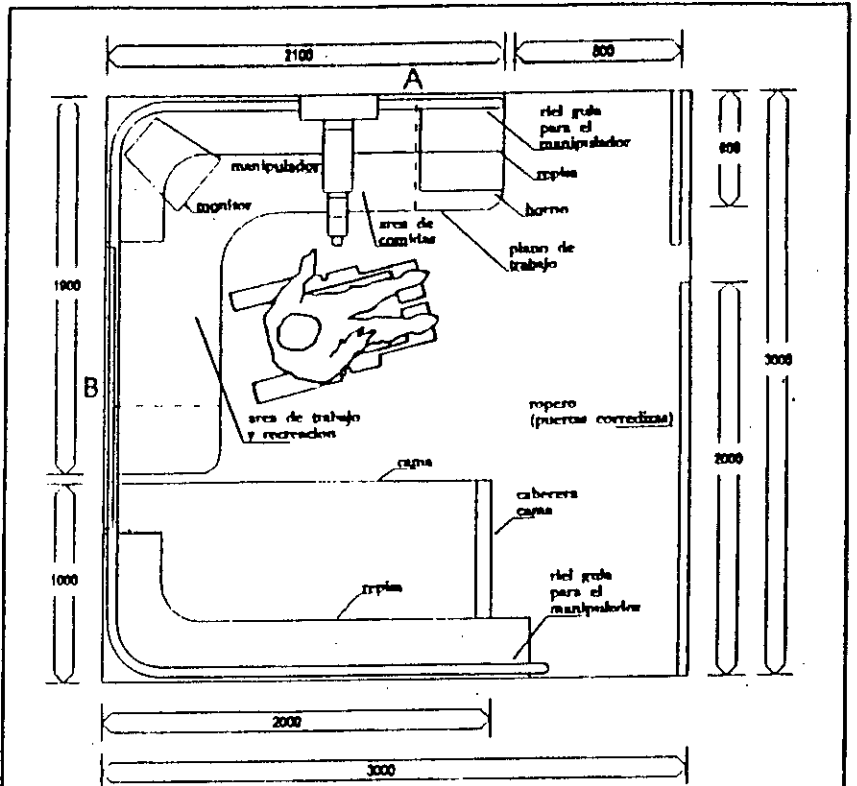 2100
800
A
riel guia
para el
manipulador
600
manipulador
repisa
monitor
horno
area de
comidas
plano de
trabajo
1900
3000
B
ropero
(puertas corredizas)
area de trabajo
y recreacion
2000
cama
cabecera
cama
1000
riel guia
para el
manipulador
repisa
2000
3000